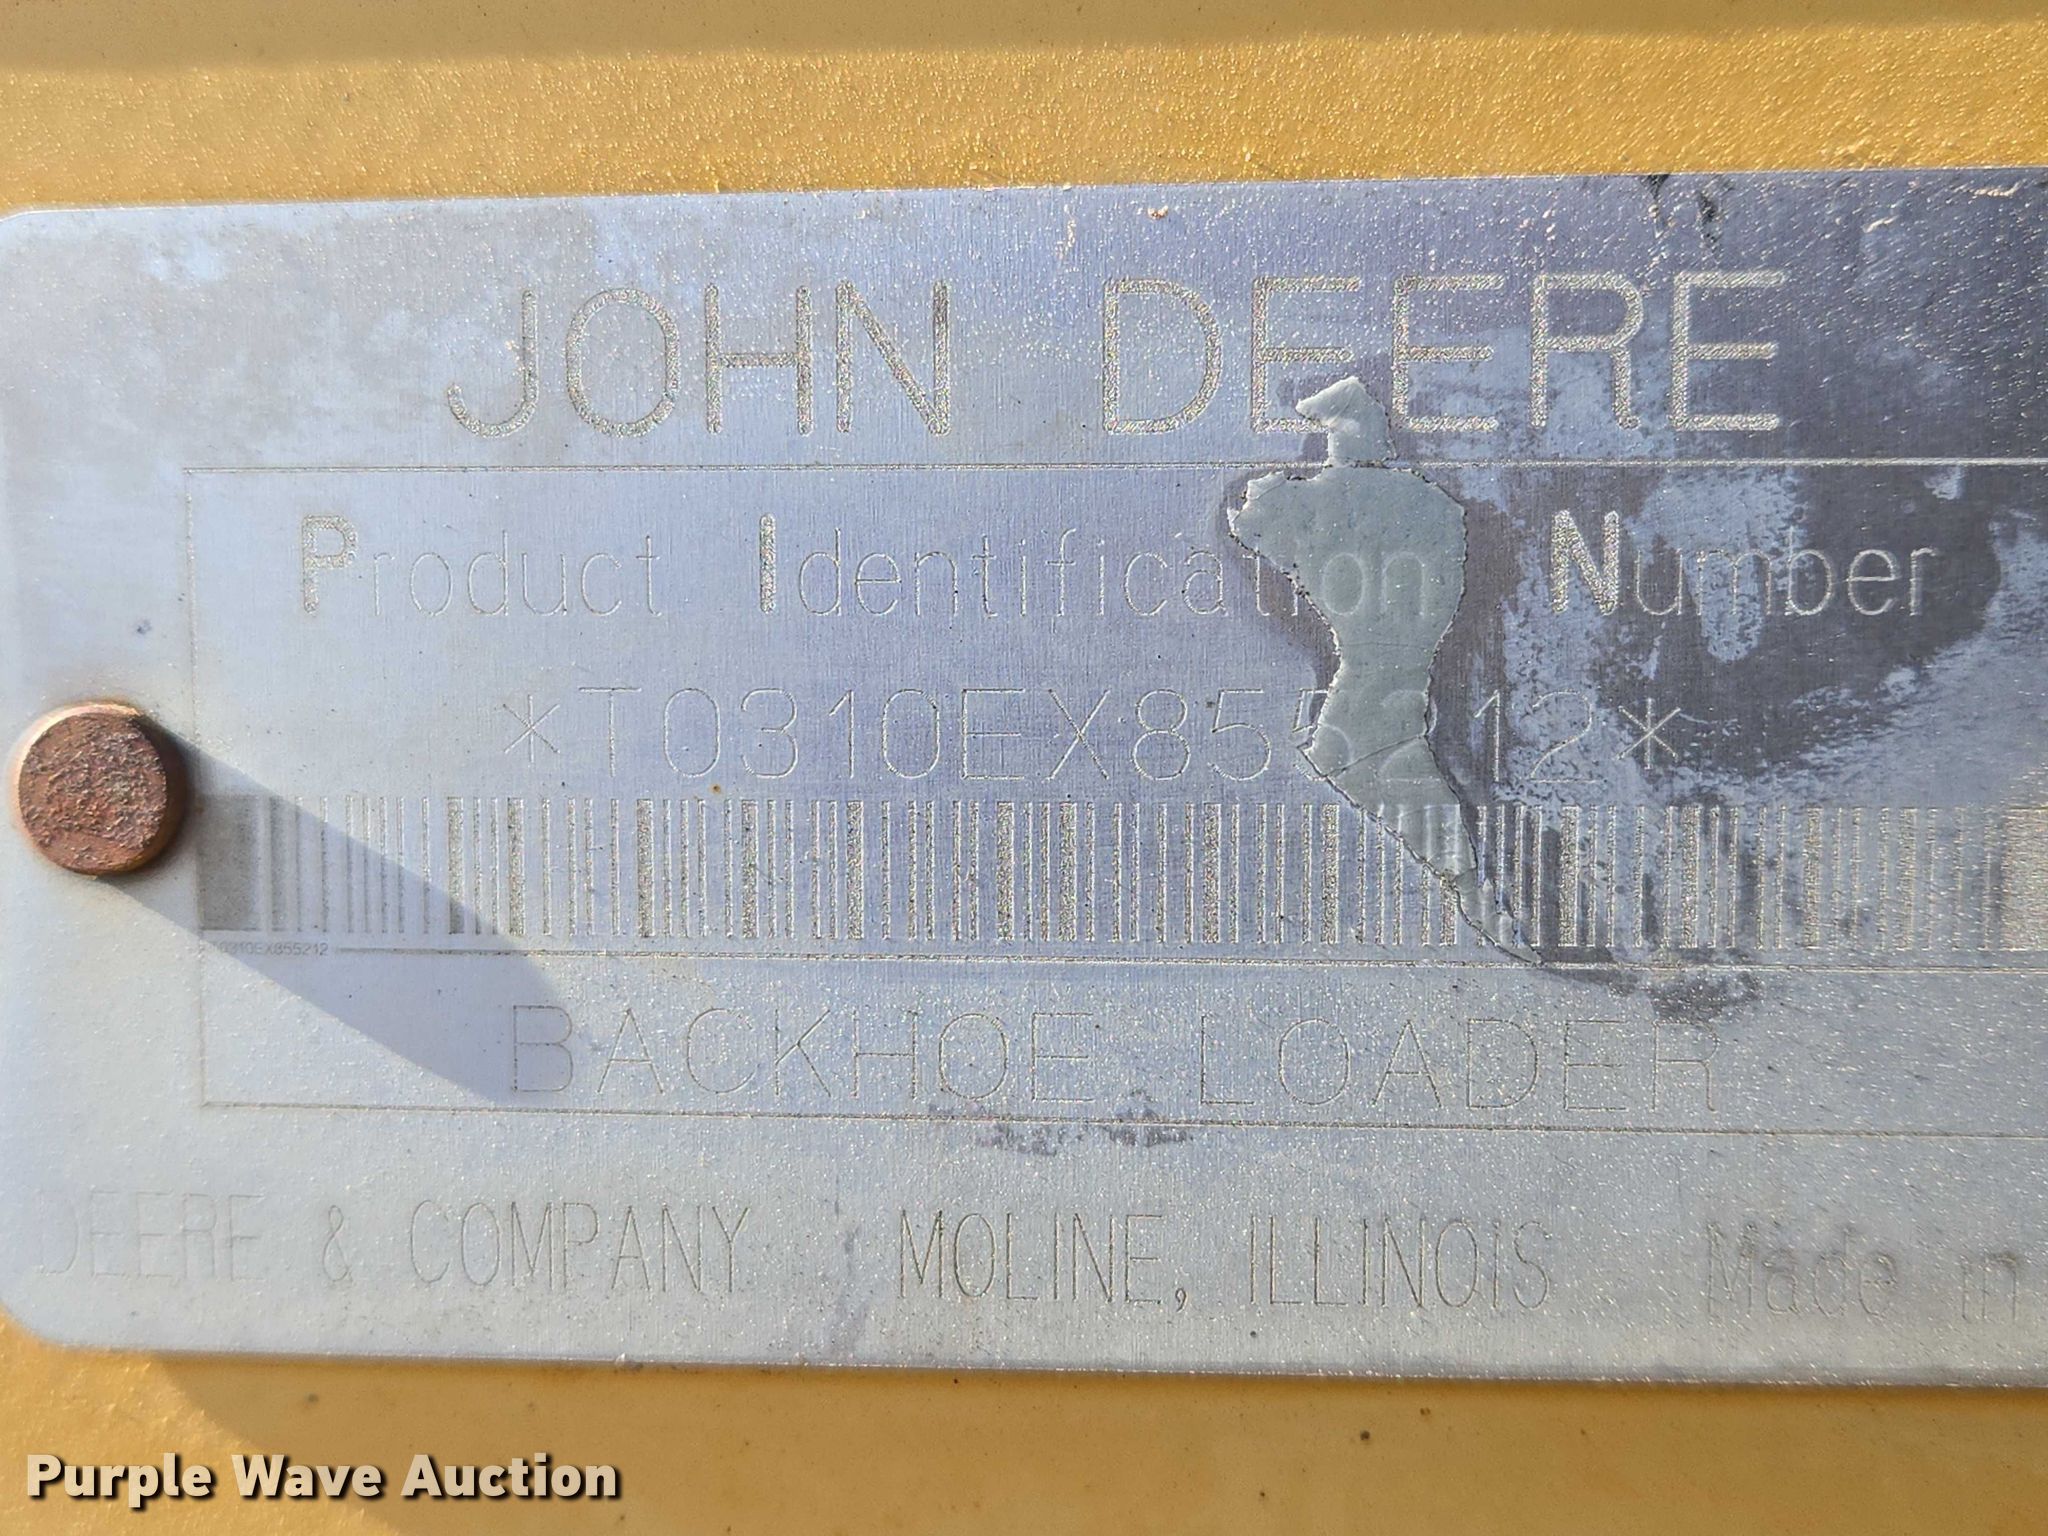 JOHN DEERE
Product Identification Number
*T0310EX855212*
T0310EX855212
BACKHOE LOADER
DEERE & COMPANY MOLINE, ILLINOIS Made in
Purple Wave Auction